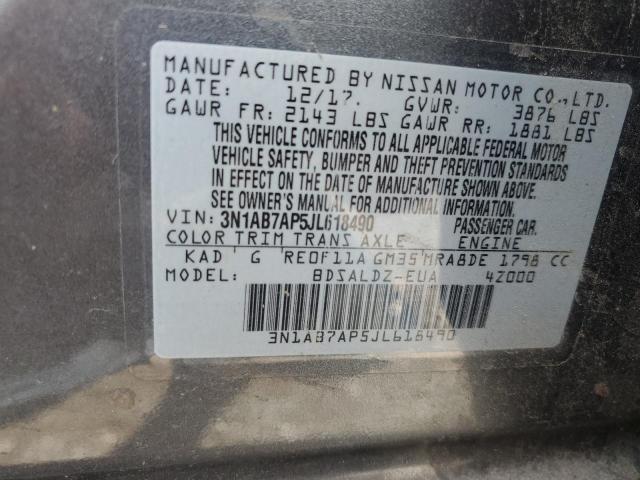 MANUFACTURED BY NISSAN MOTOR CO.,LTD.
DATE: 12/17. GVWR: 3876 LBS
GAWR FR: 2143 LBS GAWR RR: 1881 LBS
THIS VEHICLE CONFORMS TO ALL APPLICABLE FEDERAL MOTOR
VEHICLE SAFETY, BUMPER AND THEFT PREVENTION STANDARDS
IN EFFECT ON THE DATE OF MANUFACTURE SHOWN ABOVE.
SEE OWNER'S MANUAL FOR ADDITIONAL INFORMATION.
VIN: 3N1AB7AP5JL618490 PASSENGER CAR.
COLOR TRIM TRANS AXLE ENGINE
KAD G RE0F11A GM35 MRA8DE 1798 CC
MODEL: BDSALDZ-EUA 4Z000
3N1AB7AP5JL618490